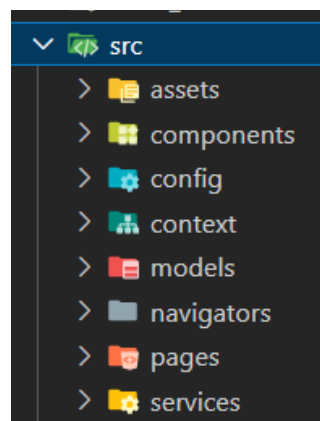 src
assets
components
config
context
models
navigators
pages
services